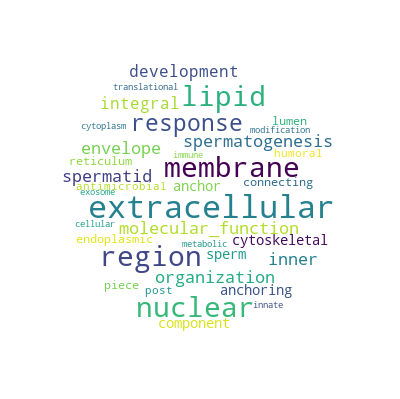 development
translational
lipid
integral
cytoplasm
response
lumen
modification
envelope
spermatogenesis
immune
humoral
reticulum
membrane
spermatid
antimicrobial
anchor
connecting
exosome
extracellular
cellular
molecular_function
endoplasmic
metabolic
cytoskeletal
region
sperm
inner
organization
piece
post
anchoring
nuclear
innate
component